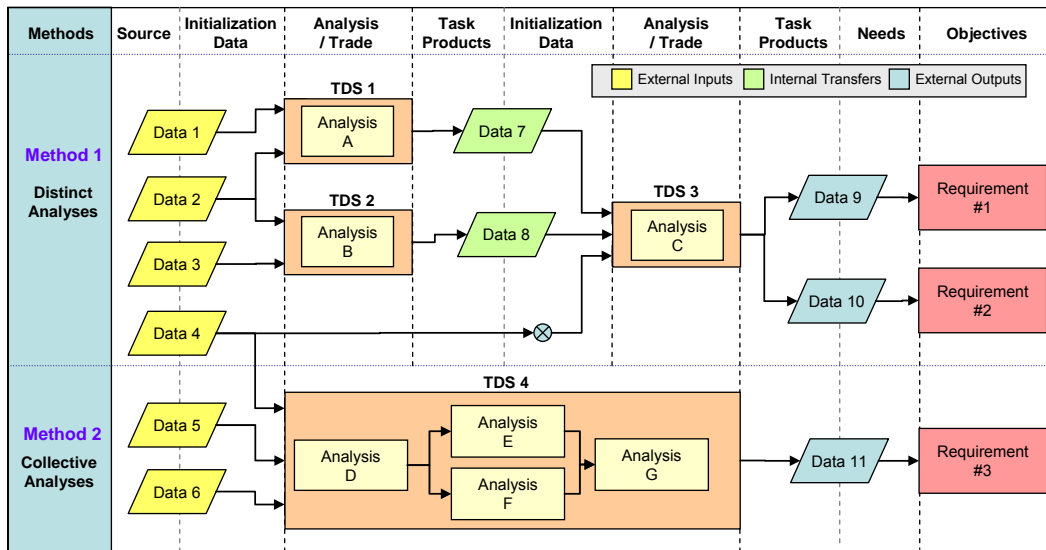 Methods
Source
Initialization
Data
Analysis
/ Trade
Task
Products
Initialization
Data
Analysis
/ Trade
Task
Products
Needs
Objectives
External Inputs
Internal Transfers
External Outputs
Method 1
Distinct
Analyses
Data 1
Data 2
Data 3
Data 4
TDS 1
Analysis
A
TDS 2
Analysis
B
Data 7
Data 8
TDS 3
Analysis
C
Data 9
Data 10
Requirement
#1
Requirement
#2
Method 2
Collective
Analyses
Data 5
Data 6
TDS 4
Analysis
D
Analysis
E
Analysis
F
Analysis
G
Data 11
Requirement
#3